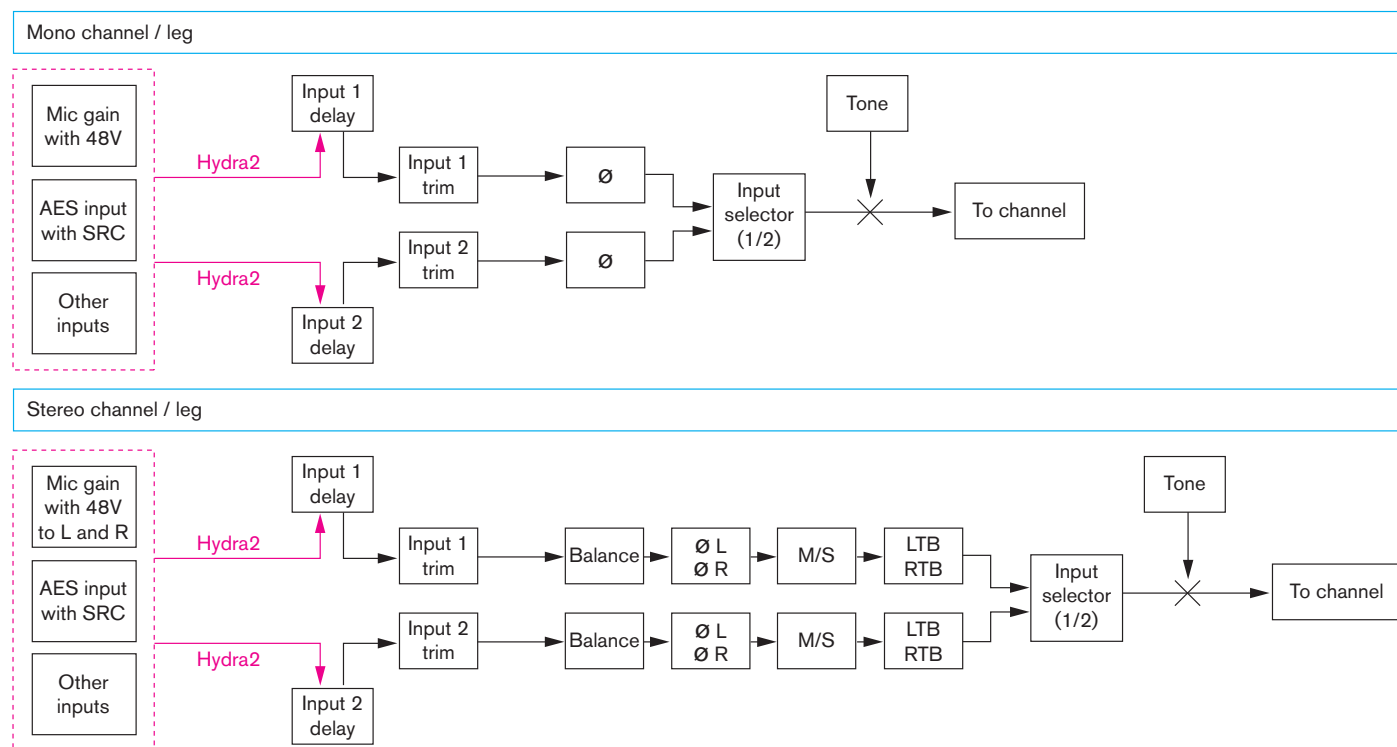 Mono channel / leg
Mic gain
with 48V
AES input
with SRC
Other
inputs
Hydra2
Hydra2
Input 1
delay
Input 2
delay
Input 1
trim
Input 2
trim
Ø
Ø
Input
selector
(1/2)
Tone
To channel
Stereo channel / leg
Mic gain
with 48V
to L and R
AES input
with SRC
Other
inputs
Hydra2
Hydra2
Input 1
delay
Input 2
delay
Input 1
trim
Input 2
trim
Balance
Ø L
Ø R
M/S
LTB
RTB
Balance
Ø L
Ø R
M/S
LTB
RTB
Input
selector
(1/2)
Tone
To channel